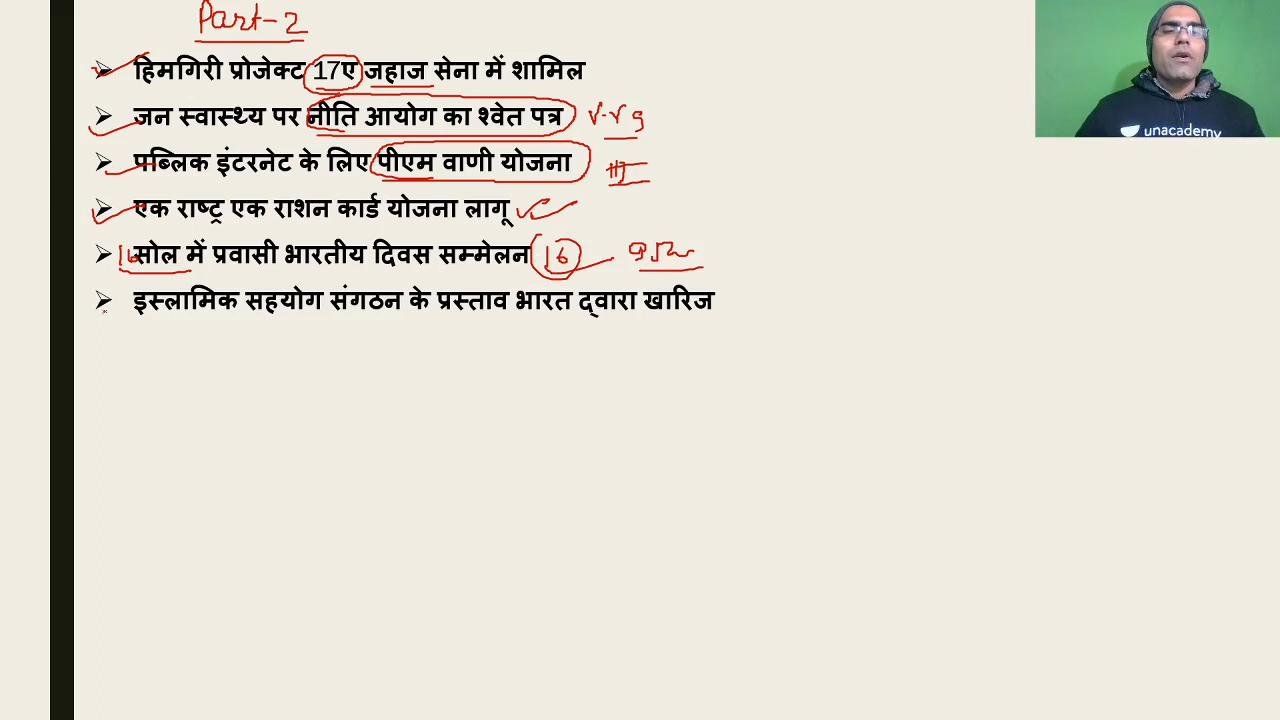 Part-2
हिमगिरी प्रोजेक्ट 17ए जहाज सेना में शामिल
जन स्वास्थ्य पर नीति आयोग का श्वेत पत्र v-v g
पब्लिक इंटरनेट के लिए पीएम वाणी योजना
एक राष्ट्र एक राशन कार्ड योजना लागू
16 सोल में प्रवासी भारतीय दिवस सम्मेलन 16
इस्लामिक सहयोग संगठन के प्रस्ताव भारत द्वारा खारिज
unacademy